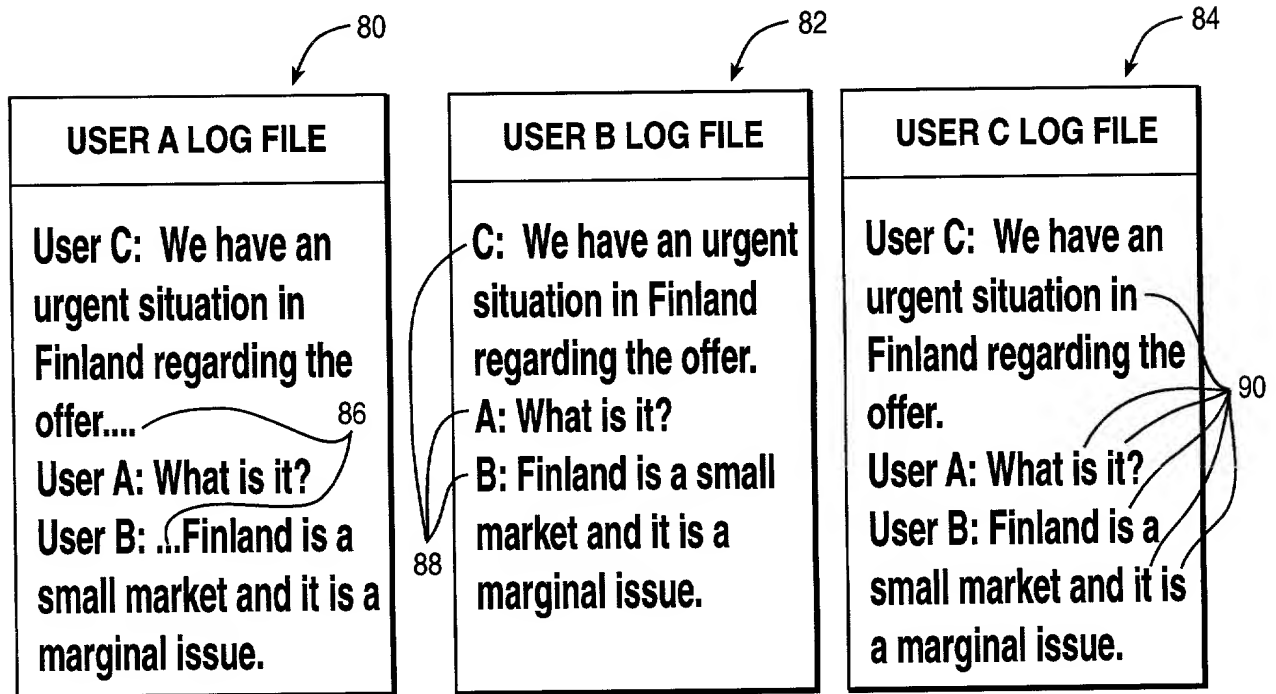 80
82
84
USER A LOG FILE
User C: We have an
urgent situation in
Finland regarding the
offer....
User A: What is it?
User B: ...Finland is a
small market and it is a
marginal issue.
86
USER B LOG FILE
C: We have an urgent
situation in Finland
regarding the offer.
A: What is it?
B: Finland is a small
market and it is a
marginal issue.
88
USER C LOG FILE
User C: We have an
urgent situation in
Finland regarding the
offer.
User A: What is it?
User B: Finland is a
small market and it is
a marginal issue.
90